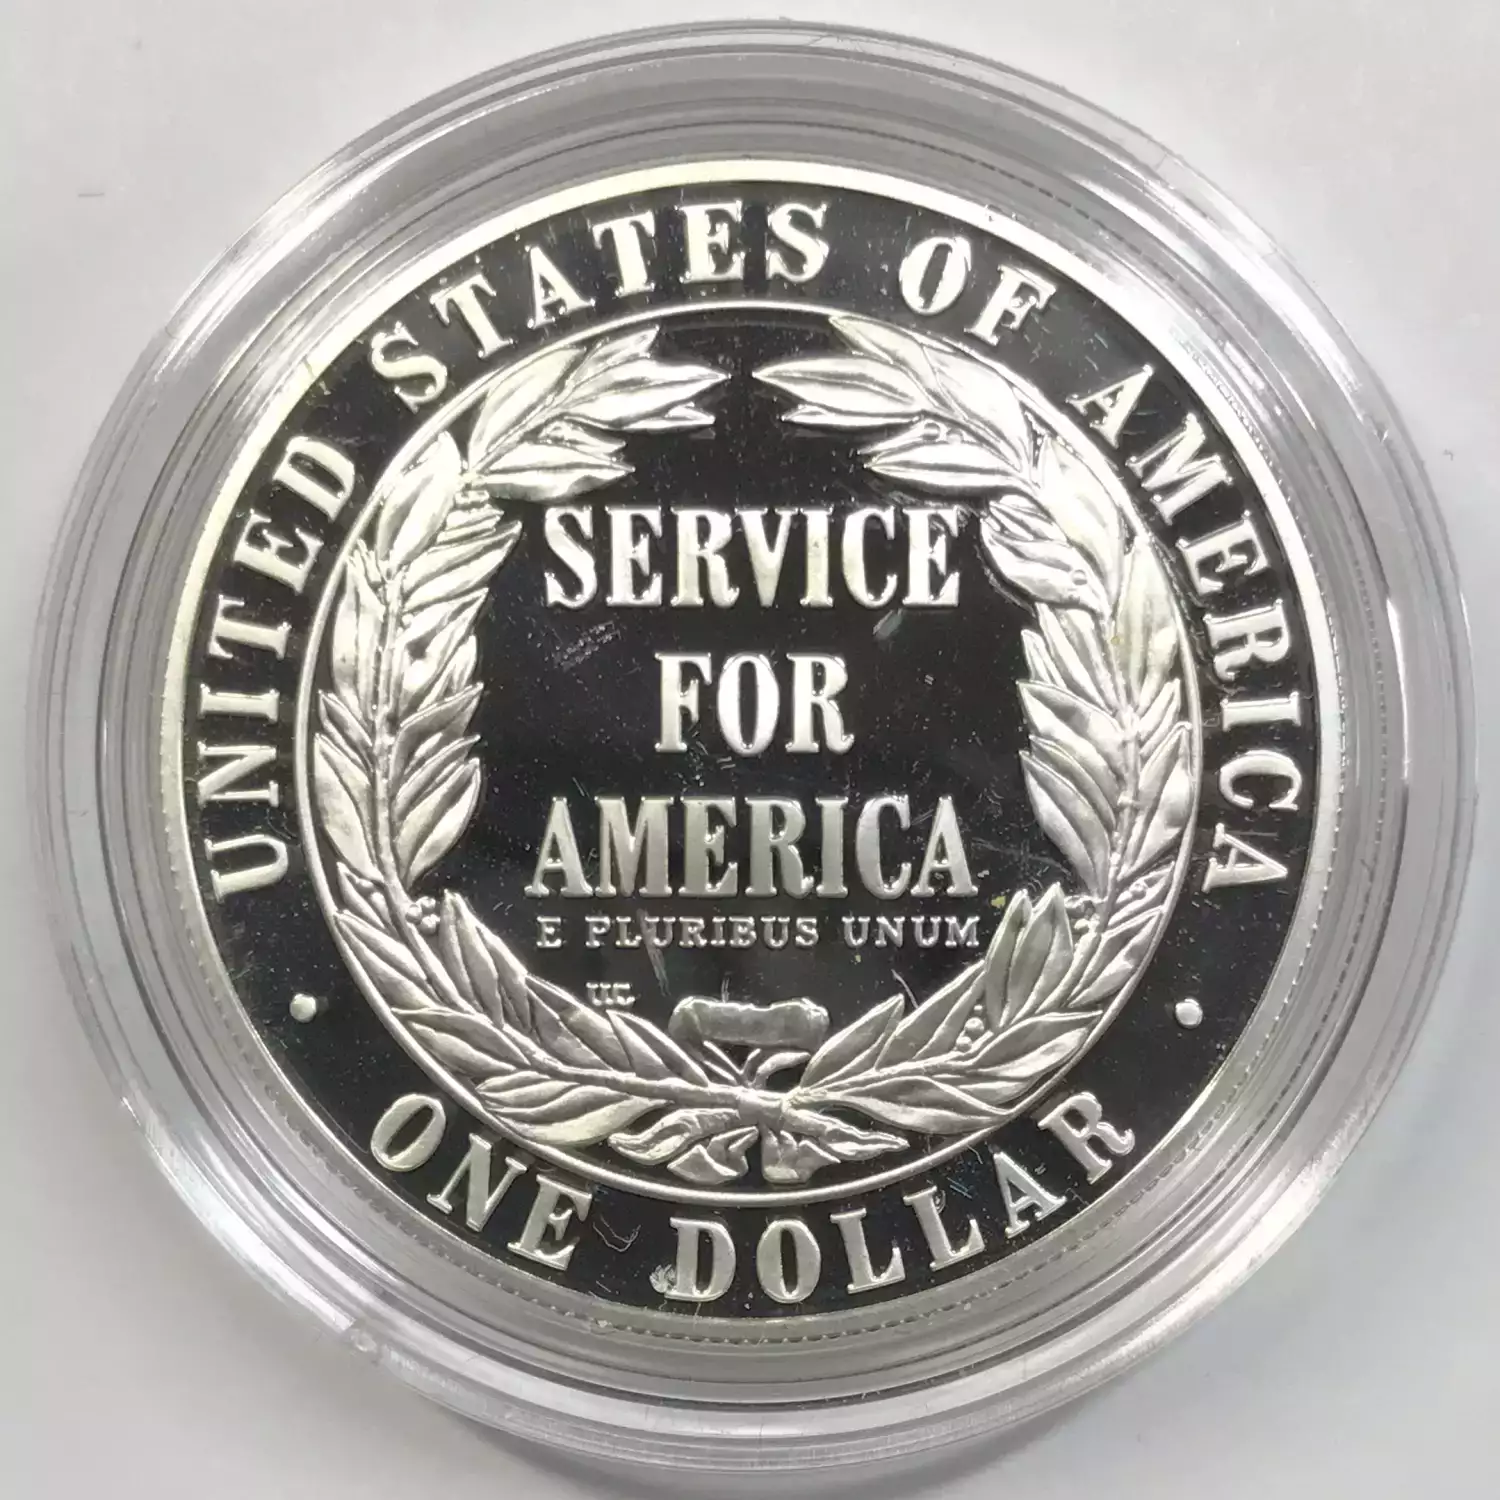 UNITED STATES OF AMERICA
SERVICE
FOR
AMERICA
E PLURIBUS UNUM
ONE DOLLAR